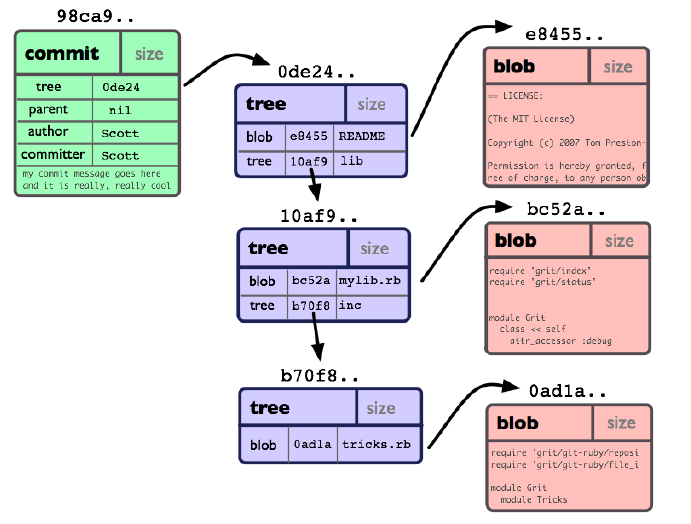 98ca9..
commit size
tree 0de24
parent nil
author Scott
committer Scott
my commit message goes here
and it is really, really cool
0de24..
tree size
blob e8455 README
tree 10af9 lib
10af9..
tree size
blob bc52a mylib.rb
tree b70f8 inc
b70f8..
tree size
blob 0ad1a tricks.rb
e8455..
blob size
== LICENSE:
(The MIT License)
Copyright (c) 2007 Tom Preston-
Permission is hereby granted, f
ree of charge, to any person ob
bc52a..
blob size
require "grit/index"
require "grit/status"
module Grit
class << self
attr_accessor :debug
0ad1a..
blob size
require 'grit/git-ruby/reposi
require 'grit/git-ruby/file_i
module Grit
module Tricks